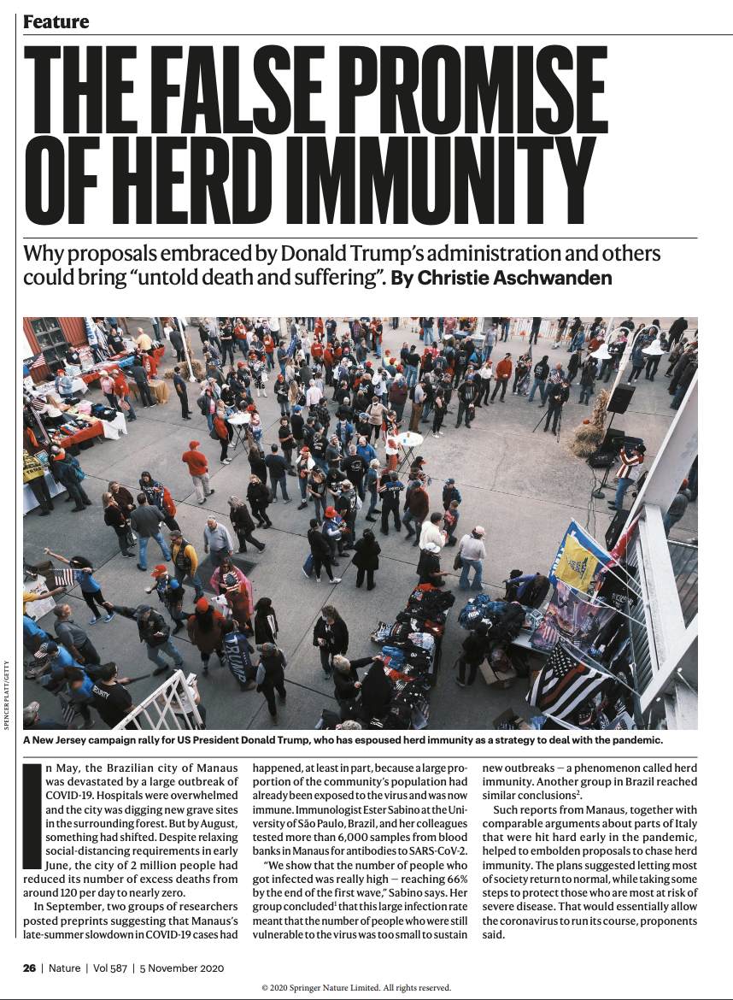 Feature
THE FALSE PROMISE
OF HERD IMMUNITY
Why proposals embraced by Donald Trump’s administration and others
could bring “untold death and suffering”. By Christie Aschwanden
SPENCER PLATT/GETTY
TRUMP
SECURITY
A New Jersey campaign rally for US President Donald Trump, who has espoused herd immunity as a strategy to deal with the pandemic.
In May, the Brazilian city of Manaus
was devastated by a large outbreak of
COVID-19. Hospitals were overwhelmed
and the city was digging new grave sites
in the surrounding forest. But by August,
something had shifted. Despite relaxing
social-distancing requirements in early
June, the city of 2 million people had
reduced its number of excess deaths from
around 120 per day to nearly zero.
In September, two groups of researchers
posted preprints suggesting that Manaus’s
late-summer slowdown in COVID-19 cases had
happened, at least in part, because a large pro-
portion of the community’s population had
already been exposed to the virus and was now
immune. Immunologist Ester Sabino at the Uni-
versity of São Paulo, Brazil, and her colleagues
tested more than 6,000 samples from blood
banks in Manaus for antibodies to SARS-CoV-2.
“We show that the number of people who
got infected was really high — reaching 66%
by the end of the first wave,” Sabino says. Her
group concluded¹ that this large infection rate
meant that the number of people who were still
vulnerable to the virus was too small to sustain
new outbreaks — a phenomenon called herd
immunity. Another group in Brazil reached
similar conclusions².
Such reports from Manaus, together with
comparable arguments about parts of Italy
that were hit hard early in the pandemic,
helped to embolden proposals to chase herd
immunity. The plans suggested letting most
of society return to normal, while taking some
steps to protect those who are most at risk of
severe disease. That would essentially allow
the coronavirus to run its course, proponents
said.
26 | Nature | Vol 587 | 5 November 2020
© 2020 Springer Nature Limited. All rights reserved.